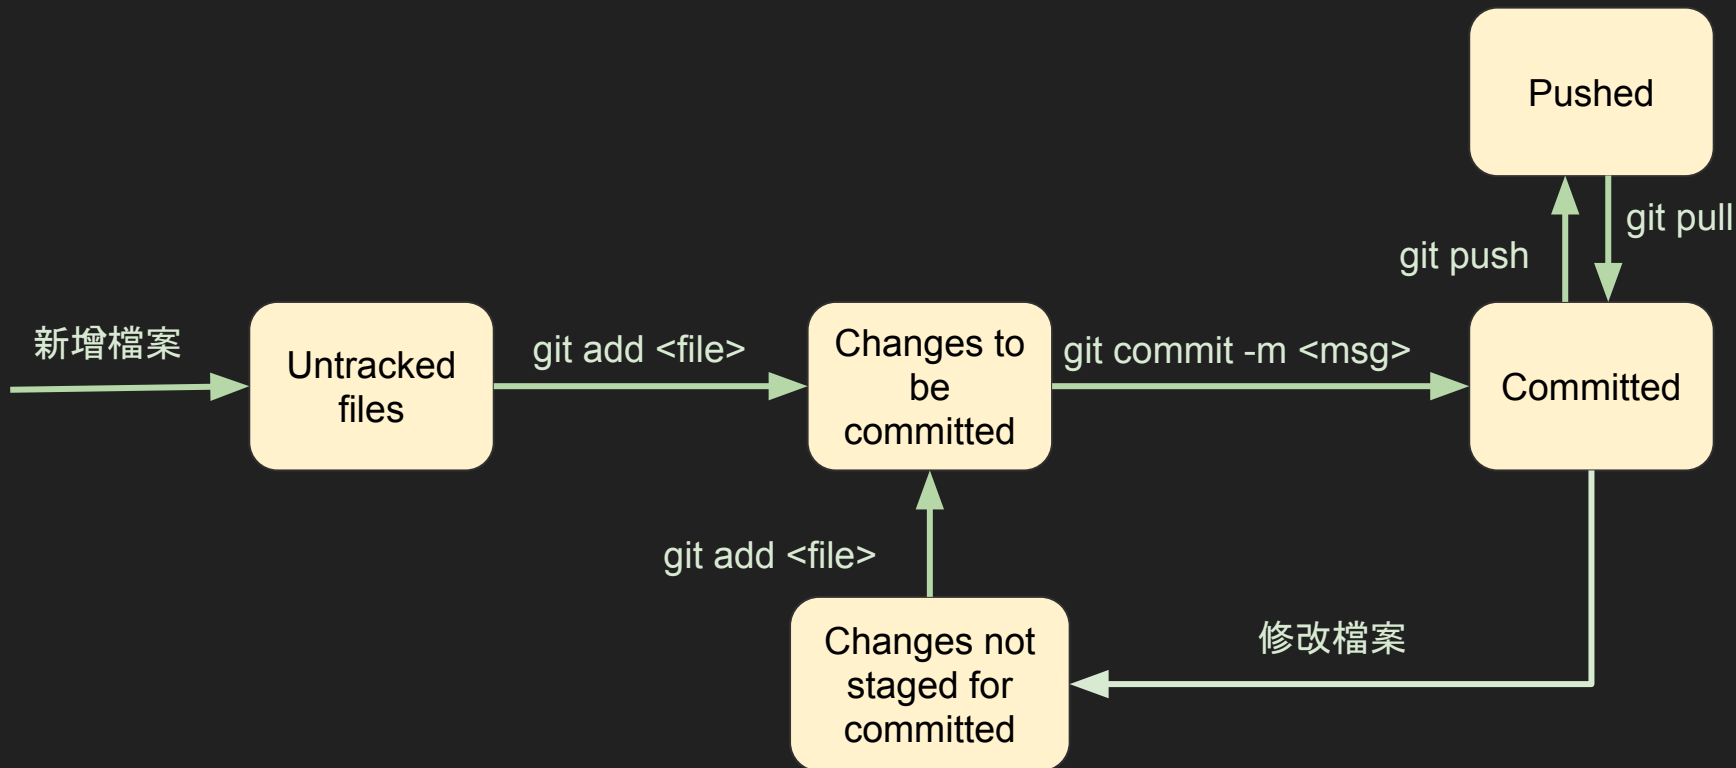 Pushed
git pull
git push
新增檔案
Untracked
files
git add <file>
Changes to
be
committed
git commit -m <msg>
Committed
git add <file>
Changes not
staged for
committed
修改檔案